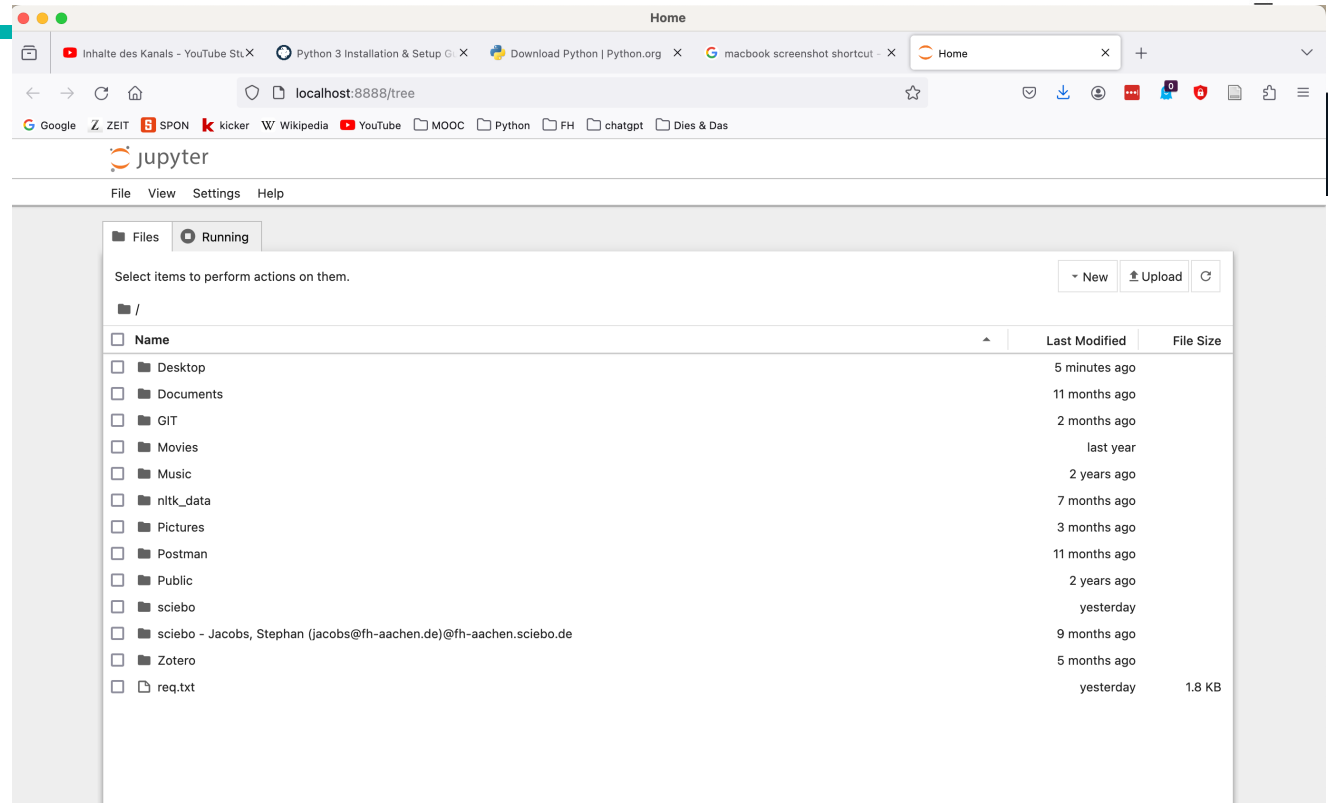 Home
Inhalte des Kanals - YouTube Stu Python 3 Installation & Setup Gu Download Python | Python.org macbook screenshot shortcut - Home
localhost:8888/tree 0
Google ZEIT SPON kicker Wikipedia YouTube MOOC Python FH chatgpt Dies & Das
jupyter
File View Settings Help
Files Running
Select items to perform actions on them. New Upload
/
Name Last Modified File Size
Desktop 5 minutes ago
Documents 11 months ago
GIT 2 months ago
Movies last year
Music 2 years ago
nltk_data 7 months ago
Pictures 3 months ago
Postman 11 months ago
Public 2 years ago
sciebo yesterday
sciebo - Jacobs, Stephan (jacobs@fh-aachen.de)@fh-aachen.sciebo.de 9 months ago
Zotero 5 months ago
req.txt yesterday 1.8 KB